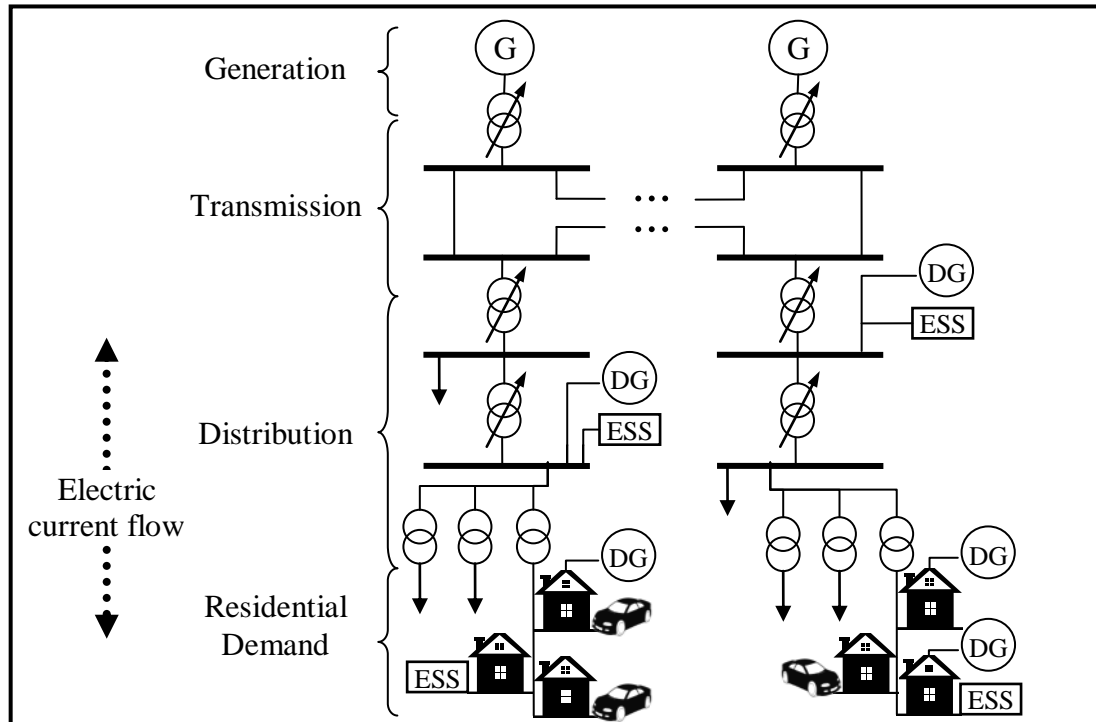 G
G
Generation
Transmission
...
...
DG
ESS
DG
ESS
Distribution
Electric
current flow
DG
DG
Residential
Demand
DG
ESS
ESS